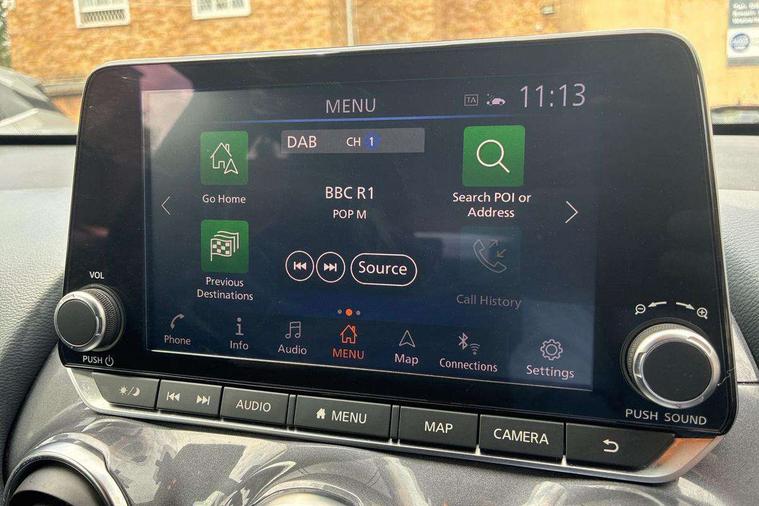 MENU
TA
11:13
DAB CH 1
Go Home
BBC R1
POP M
Search POI or
Address
Previous
Destinations
Source
Call History
VOL
PUSH
Phone
Info
Audio
MENU
Map
Connections
Settings
PUSH SOUND
AUDIO
MENU
MAP
CAMERA